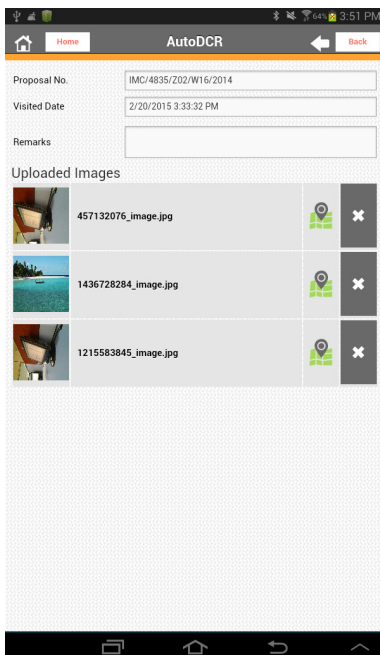 64% 3:51 PM
Home AutoDCR Back
Proposal No. IMC/4835/Z02/W16/2014
Visited Date 2/20/2015 3:33:32 PM
Remarks
Uploaded Images
457132076_image.jpg
1436728284_image.jpg
1215583845_image.jpg